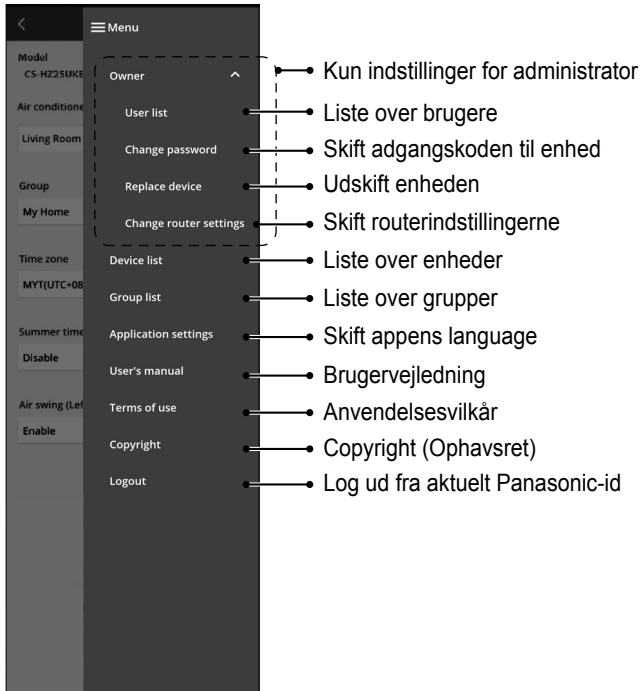 Menu
Model
CS-HZ25UKE
Owner
Kun indstillinger for administrator
Air conditione
User list
Liste over brugere
Living Room
Change password
Skift adgangskoden til enhed
Group
Replace device
Udskift enheden
My Home
Change router settings
Skift routerindstillingerne
Time zone
Device list
Liste over enheder
MYT(UTC+08
Group list
Liste over grupper
Summer time
Application settings
Skift appens language
Disable
User's manual
Brugervejledning
Air swing (Lef
Terms of use
Anvendelsesvilkår
Enable
Copyright
Copyright (Ophavsret)
Logout
Log ud fra aktuelt Panasonic-id